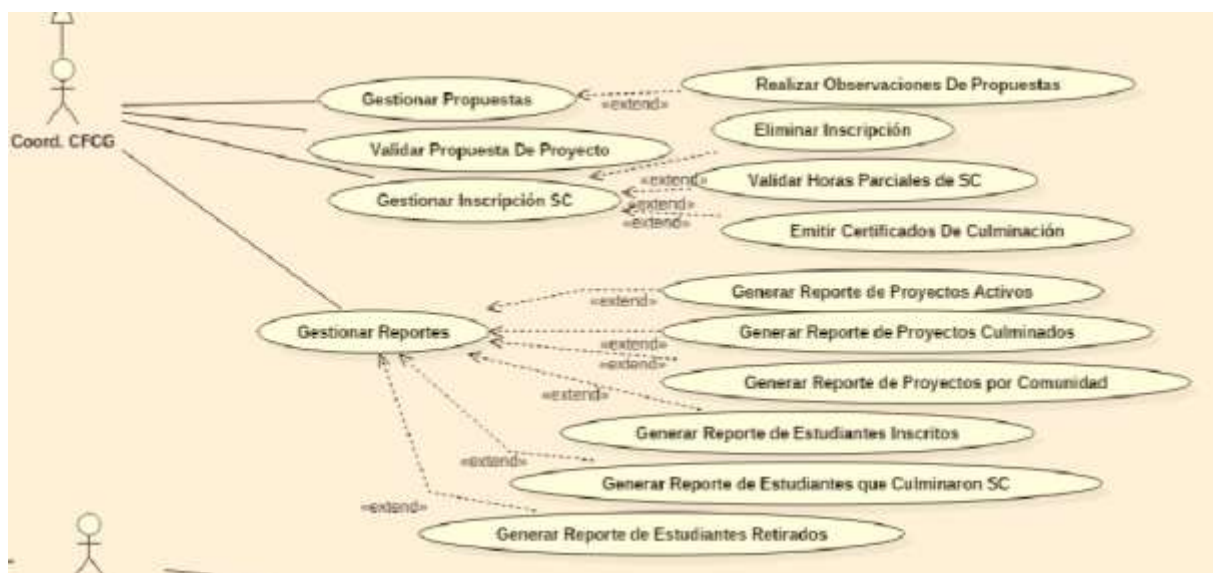 Coord. CFCG
Gestionar Propuestas
«extend»
Realizar Observaciones De Propuestas
Validar Propuesta De Proyecto
Eliminar Inscripción
Gestionar Inscripción SC
«extend»
Validar Horas Parciales de SC
«extend»
«extend»
Emitir Certificados De Culminación
Gestionar Reportes
«extend»
Generar Reporte de Proyectos Activos
«extend»
Generar Reporte de Proyectos Culminados
«extend»
Generar Reporte de Proyectos por Comunidad
«extend»
Generar Reporte de Estudiantes Inscritos
«extend»
Generar Reporte de Estudiantes que Culminaron SC
«extend»
Generar Reporte de Estudiantes Retirados